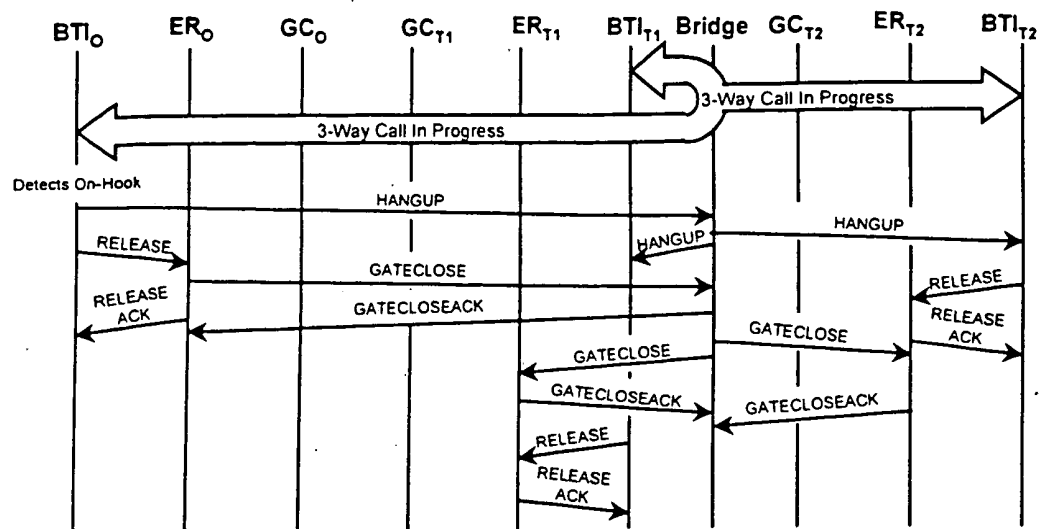 BTI_O ER_O GC_O GC_T1 ER_T1 BTI_T1 Bridge GC_T2 ER_T2 BTI_T2
3-Way Call In Progress
3-Way Call In Progress
Detects On-Hook
HANGUP
HANGUP
HANGUP
RELEASE
GATECLOSE
RELEASE
RELEASE
ACK
GATECLOSEACK
GATECLOSE
RELEASE
ACK
GATECLOSE
GATECLOSEACK
GATECLOSEACK
RELEASE
RELEASE
ACK